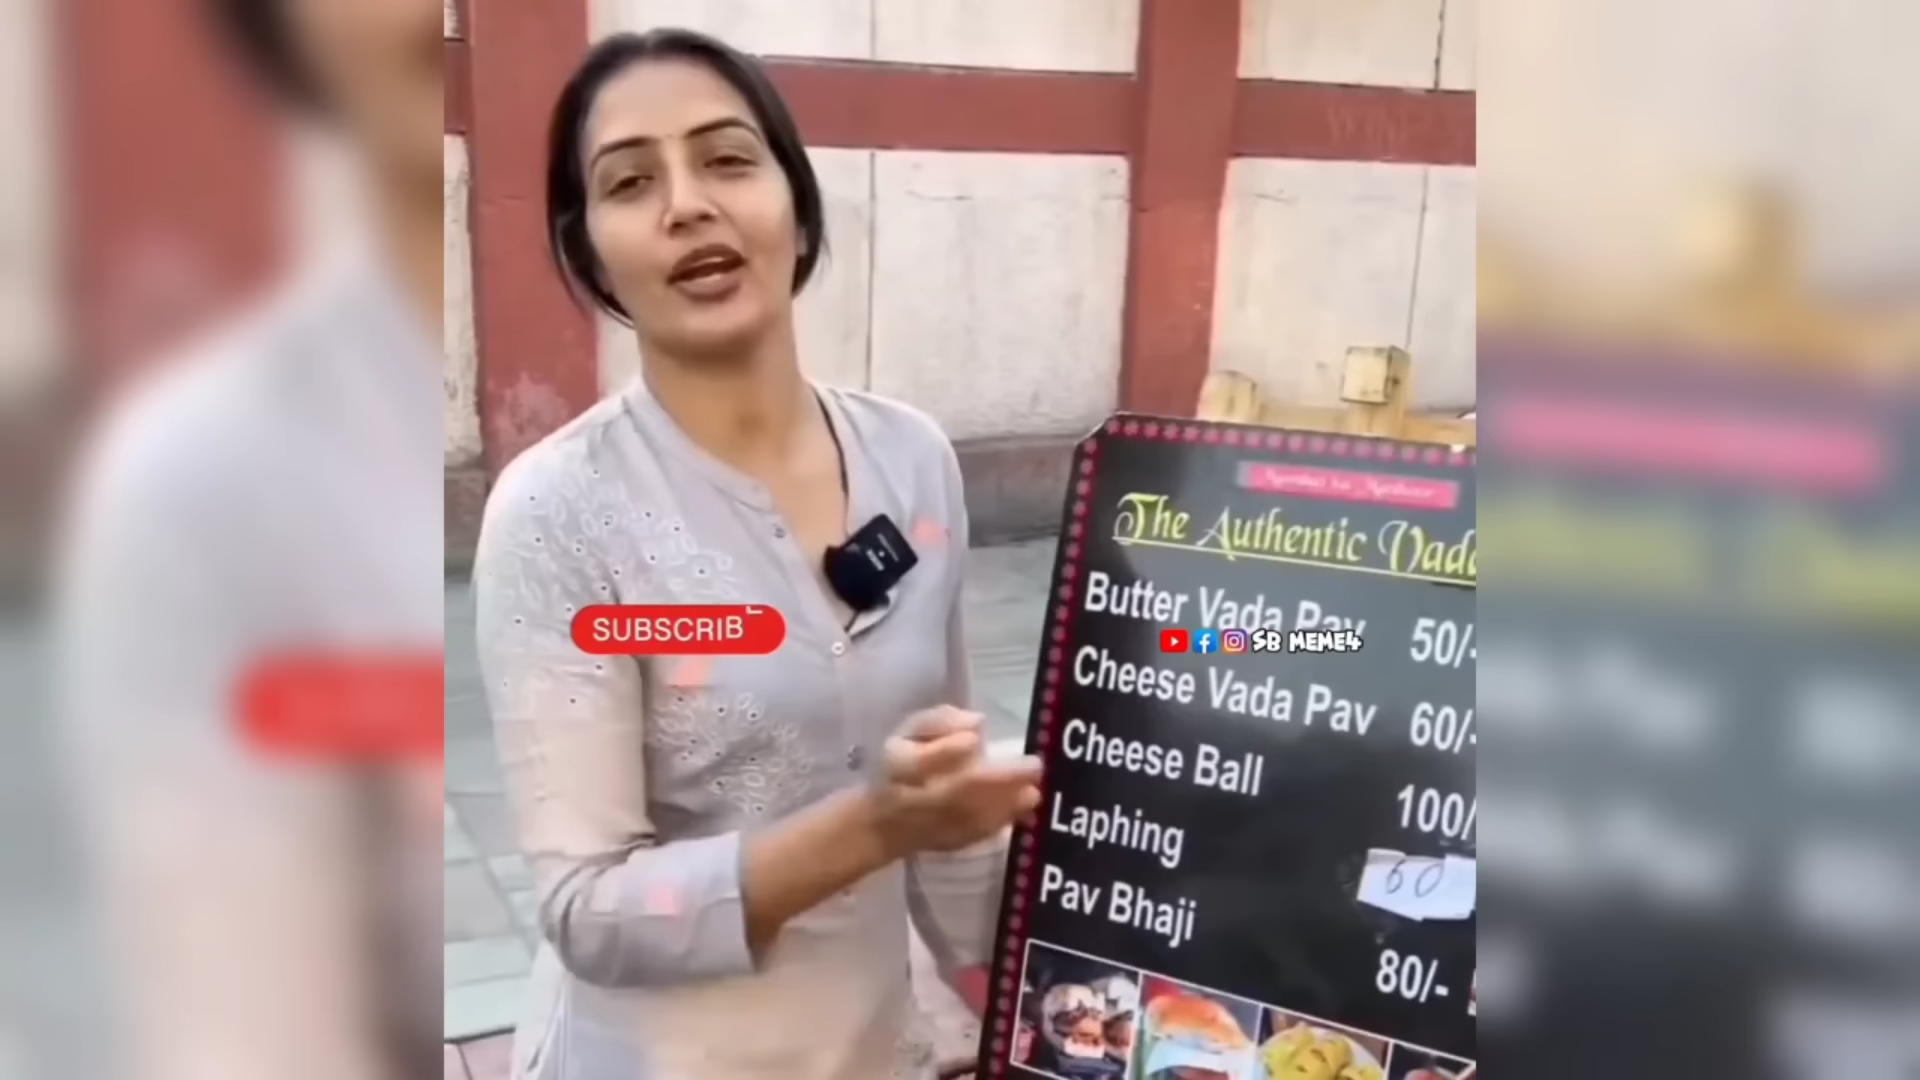 The Authentic Vada
Butter Vada Pav 50/-
Cheese Vada Pav 60/-
Cheese Ball 100/
Laphing 60
Pav Bhaji 80/-
SUBSCRIBE
SB MEME4